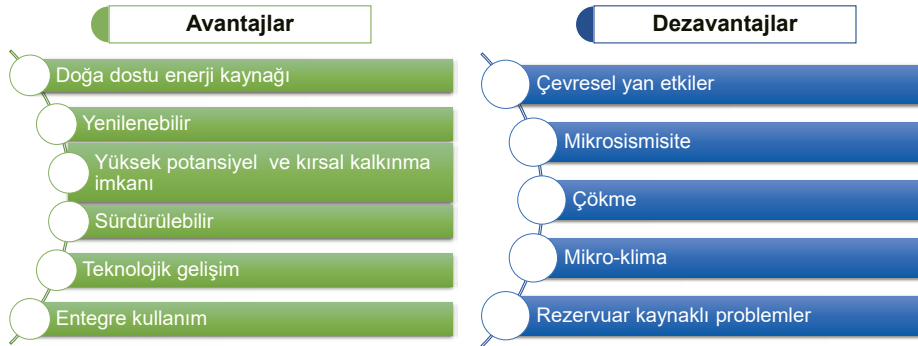 Avantajlar
Doğa dostu enerji kaynağı
Yenilenebilir
Yüksek potansiyel ve kırsal kalkınma
imkanı
Sürdürülebilir
Teknolojik gelişim
Entegre kullanım
Dezavantajlar
Çevresel yan etkiler
Mikrosismisite
Çökme
Mikro-klima
Rezervuar kaynaklı problemler